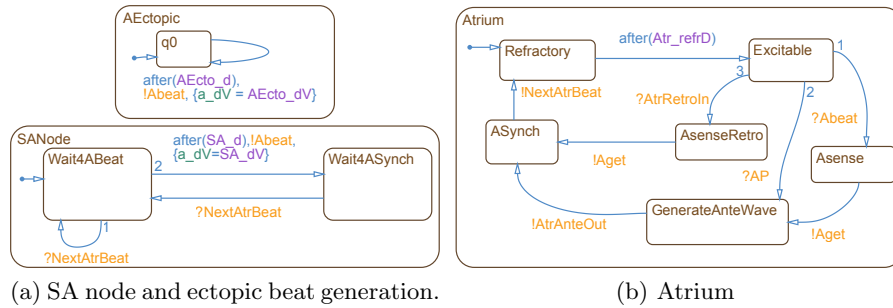 AEctopic
q0
after(AEcto_d),
!Abeat, {a_dV = AEcto_dV}
SANode
Wait4ABeat
2
after(SA_d),!Abeat,
{a_dV=SA_dV}
Wait4ASynch
?NextAtrBeat
1
?NextAtrBeat
(a) SA node and ectopic beat generation.
Atrium
Refractory
after(Atr_refrD)
Excitable
1
3
2
!NextAtrBeat
?AtrRetroIn
?Abeat
ASynch
AsenseRetro
!Aget
Asense
?AP
GenerateAnteWave
!AtrAnteOut
!Aget
(b) Atrium